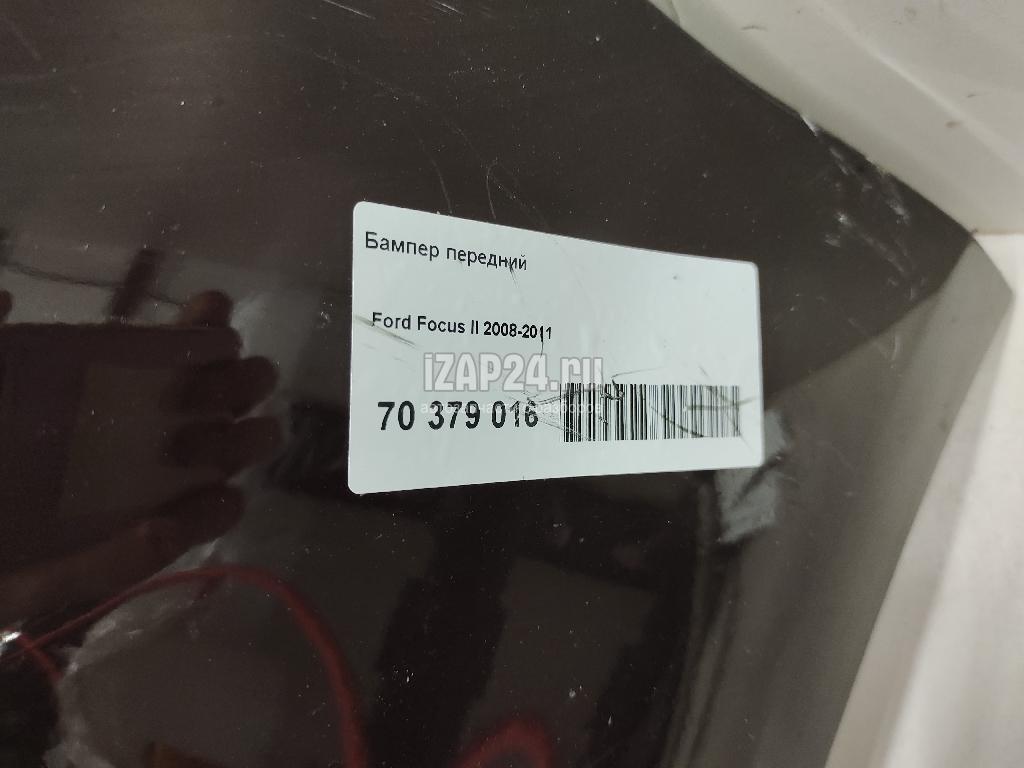 Бампер передний
Ford Focus II 2008-2011
iZAP24.ru
70 379 016